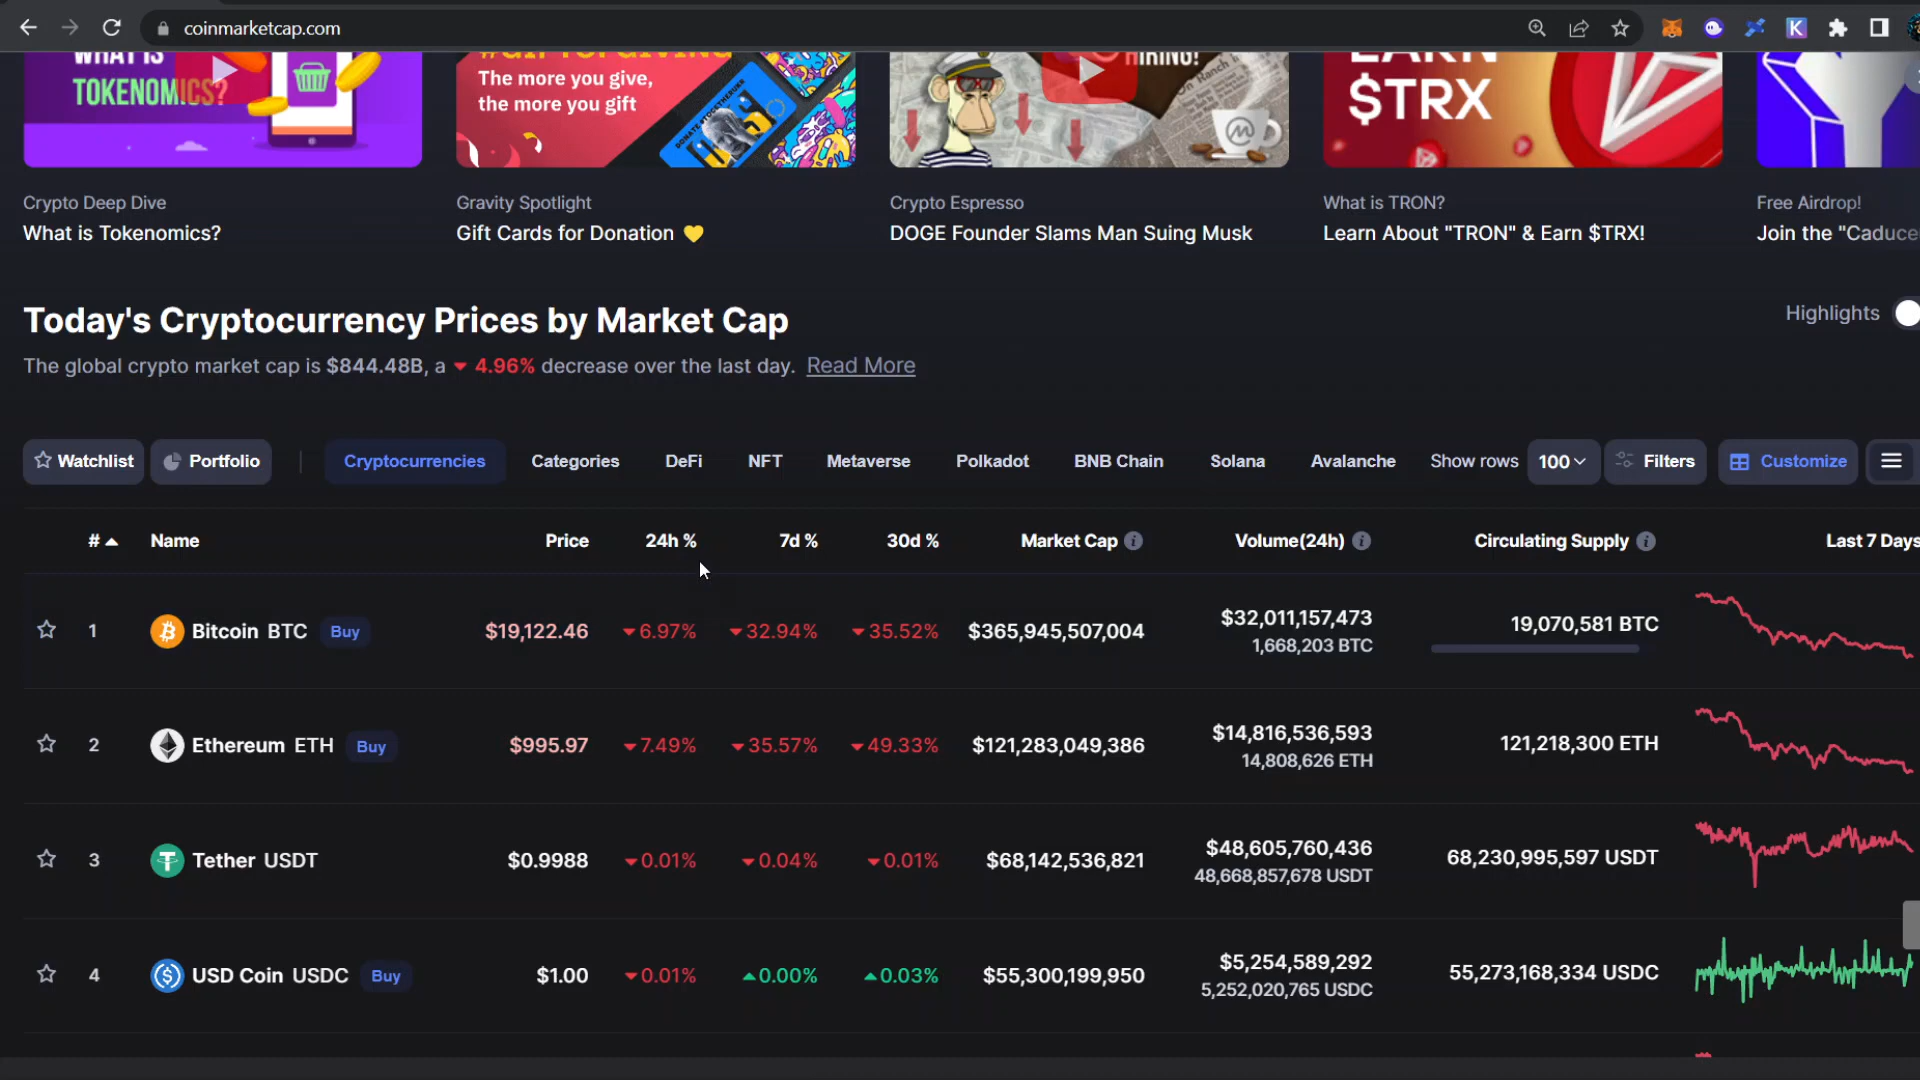 coinmarketcap.com
WHAT IS
TOKENOMICS?
The more you give,
the more you gift
HIRING!
EARN
$TRX
Crypto Deep Dive
What is Tokenomics?
Gravity Spotlight
Gift Cards for Donation 💛
Crypto Espresso
DOGE Founder Slams Man Suing Musk
What is TRON?
Learn About "TRON" & Earn $TRX!
Free Airdrop!
Join the "Caduce
Today's Cryptocurrency Prices by Market Cap
Highlights
The global crypto market cap is $844.48B, a ▼ 4.96% decrease over the last day. Read More
Watchlist Portfolio Cryptocurrencies Categories DeFi NFT Metaverse Polkadot BNB Chain Solana Avalanche Show rows 100 Filters Customize
# Name Price 24h % 7d % 30d % Market Cap Volume(24h) Circulating Supply Last 7 Days
1 Bitcoin BTC Buy $19,122.46 ▼6.97% ▼32.94% ▼35.52% $365,945,507,004 $32,011,157,473 19,070,581 BTC
1,668,203 BTC
2 Ethereum ETH Buy $995.97 ▼7.49% ▼35.57% ▼49.33% $121,283,049,386 $14,816,536,593 121,218,300 ETH
14,808,626 ETH
3 Tether USDT $0.9988 ▼0.01% ▼0.04% ▼0.01% $68,142,536,821 $48,605,760,436 68,230,995,597 USDT
48,668,857,678 USDT
4 USD Coin USDC Buy $1.00 ▼0.01% ▲0.00% ▲0.03% $55,300,199,950 $5,254,589,292 55,273,168,334 USDC
5,252,020,765 USDC